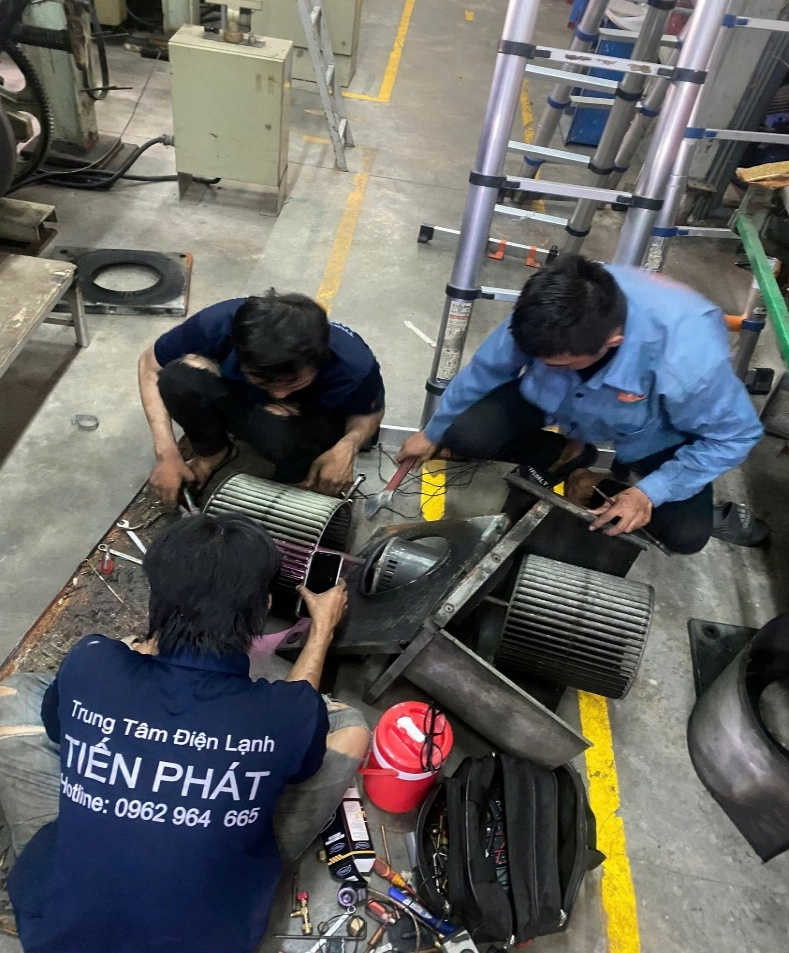 Trung Tâm Điện Lạnh
TIẾN PHÁT
Hotline: 0962 964 665